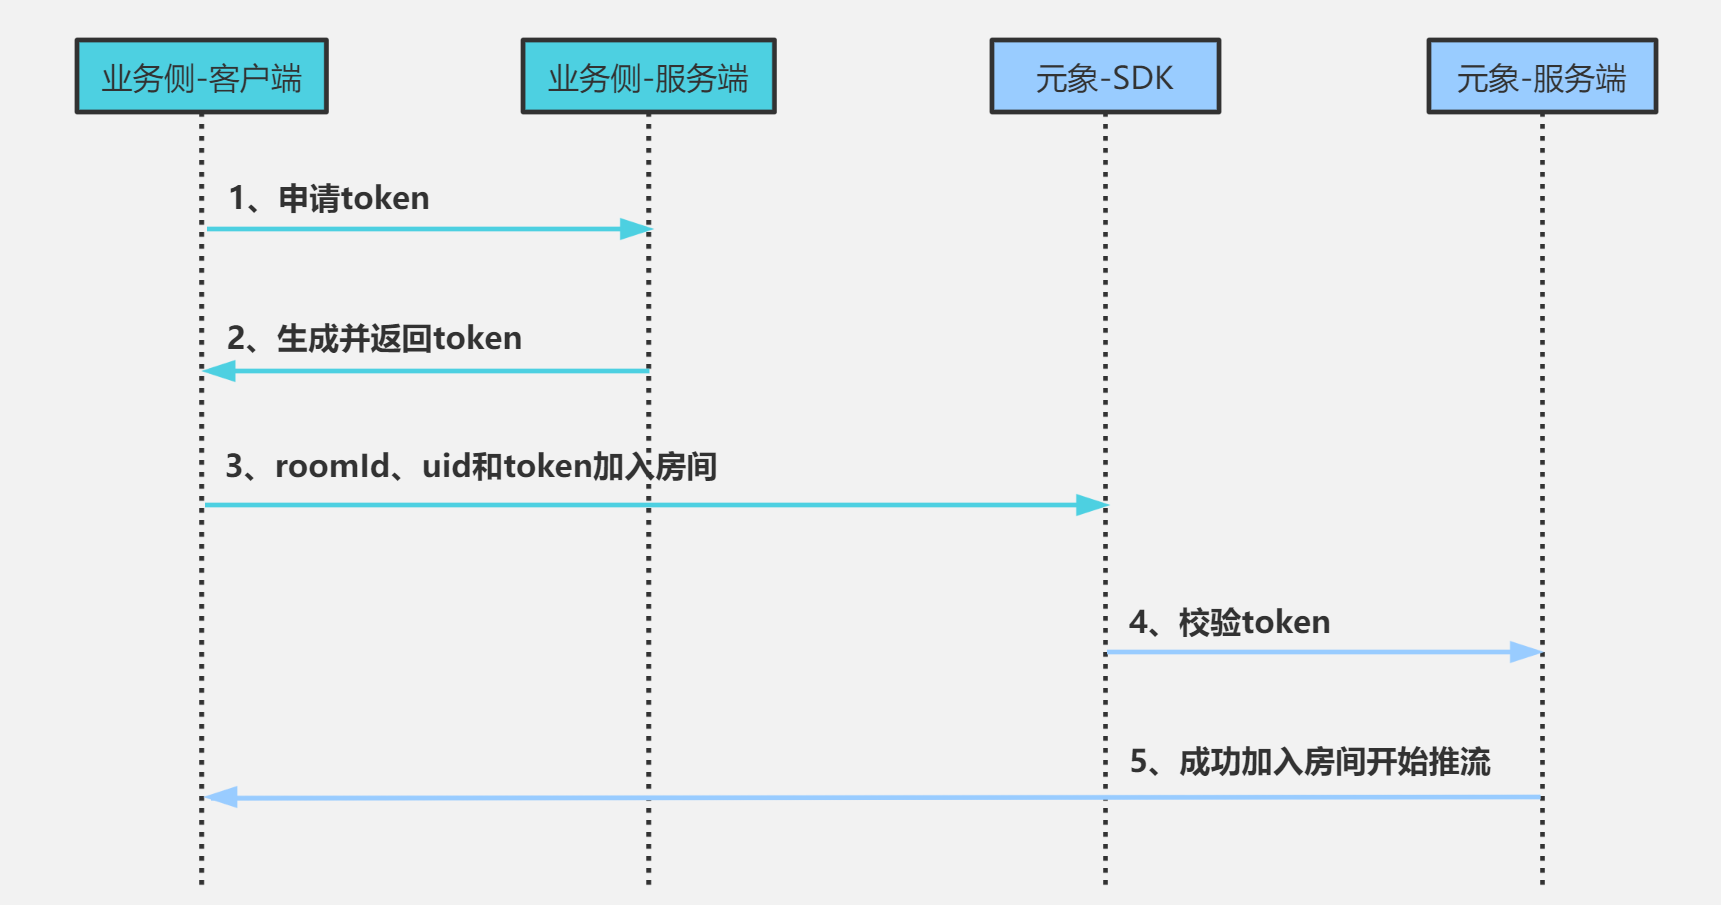 业务侧-客户端
业务侧-服务端
元象-SDK
元象-服务端
1、申请token
2、生成并返回token
3、roomId、uid和token加入房间
4、校验token
5、成功加入房间开始推流